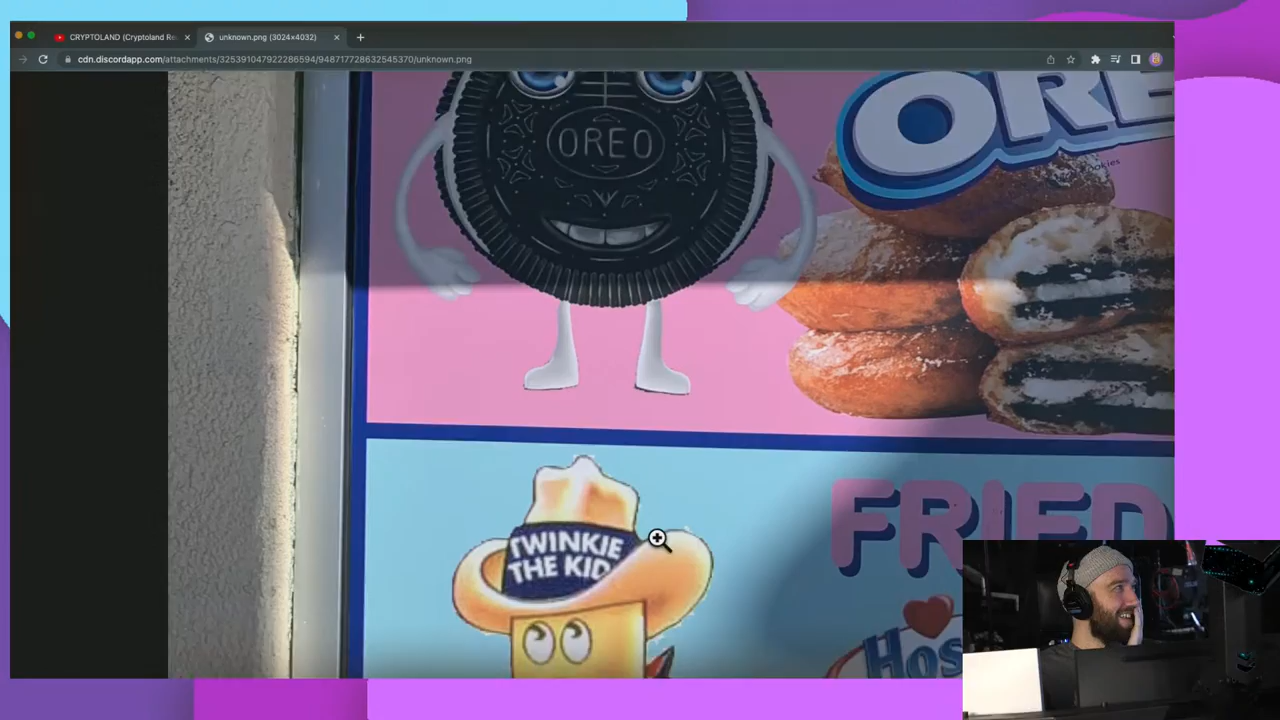 CRYPTOLAND (Cryptoland Re
unknown.png (3024×4032)
cdn.discordapp.com/attachments/325391047922286594/948717728632545370/unknown.png
OREO
ORE
TWINKIE
THE KID
FRIED
Hos